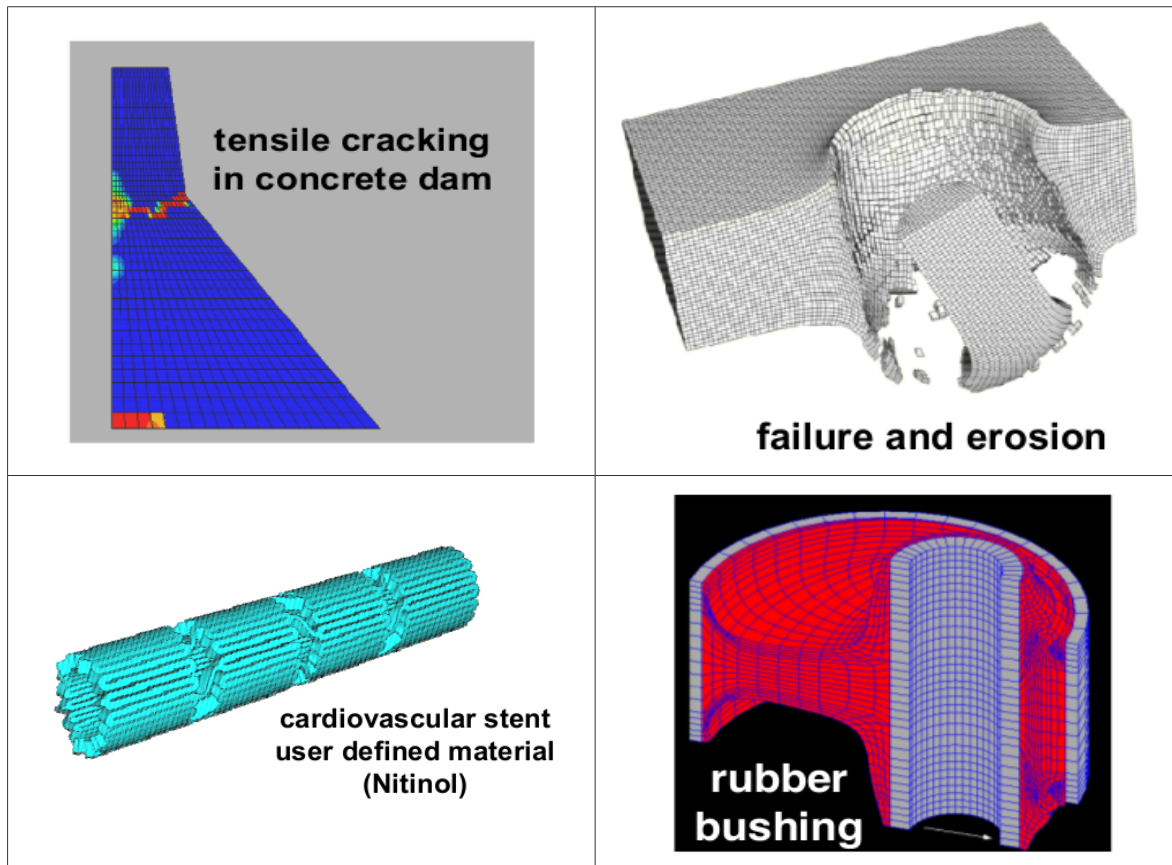 tensile cracking
in concrete dam
failure and erosion
cardiovascular stent
user defined material
(Nitinol)
rubber
bushing